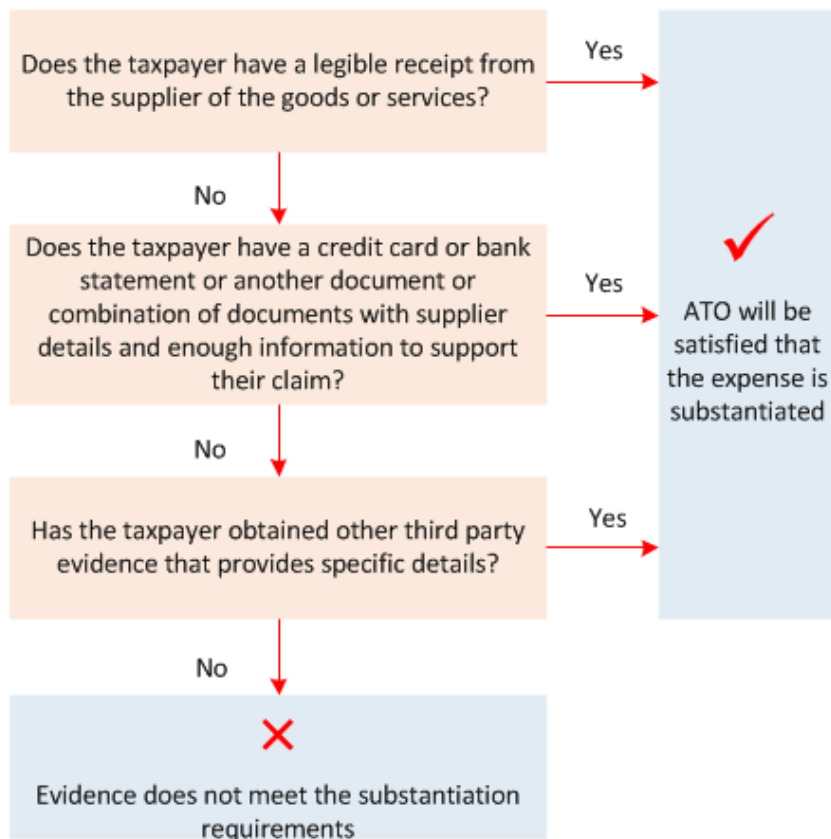 Does the taxpayer have a legible receipt from
the supplier of the goods or services?
Yes
No
Does the taxpayer have a credit card or bank
statement or another document or
combination of documents with supplier
details and enough information to support
their claim?
Yes
No
Has the taxpayer obtained other third party
evidence that provides specific details?
Yes
No
ATO will be
satisfied that
the expense is
substantiated
Evidence does not meet the substantiation
requirements